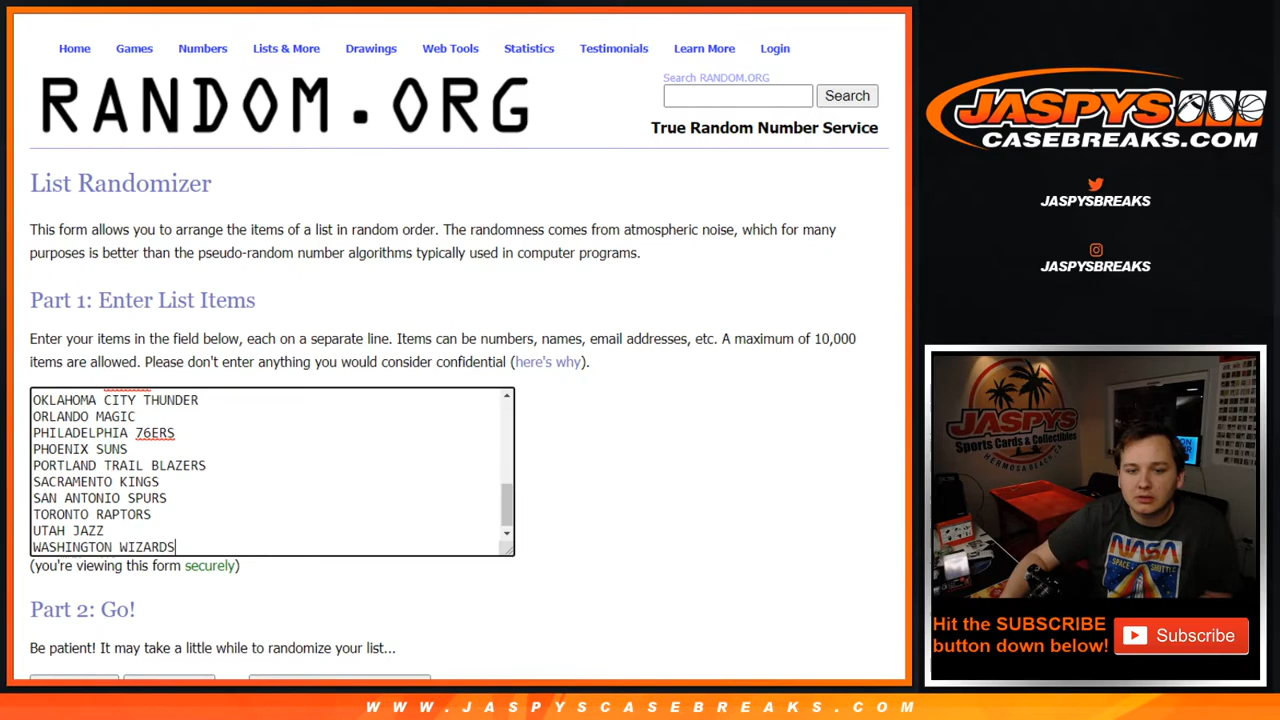 Home Games Numbers Lists & More Drawings Web Tools Statistics Testimonials Learn More Login
RANDOM.ORG
Search RANDOM.ORG
Search
True Random Number Service
List Randomizer
This form allows you to arrange the items of a list in random order. The randomness comes from atmospheric noise, which for many
purposes is better than the pseudo-random number algorithms typically used in computer programs.
Part 1: Enter List Items
Enter your items in the field below, each on a separate line. Items can be numbers, names, email addresses, etc. A maximum of 10,000
items are allowed. Please don't enter anything you would consider confidential (here's why).
OKLAHOMA CITY THUNDER
ORLANDO MAGIC
PHILADELPHIA 76ERS
PHOENIX SUNS
PORTLAND TRAIL BLAZERS
SACRAMENTO KINGS
SAN ANTONIO SPURS
TORONTO RAPTORS
UTAH JAZZ
WASHINGTON WIZARDS
(you're viewing this form securely)
Part 2: Go!
Be patient! It may take a little while to randomize your list...
JASPYS
CASEBREAKS.COM
JASPYSBREAKS
JASPYSBREAKS
JASPYS
Sports Cards & Collectibles
HERMOSA BEACH, CA
NASA
SPACE SHUTTLE
Hit the SUBSCRIBE
button down below!
Subscribe
WWW.JASPYSCASEBREAKS.COM